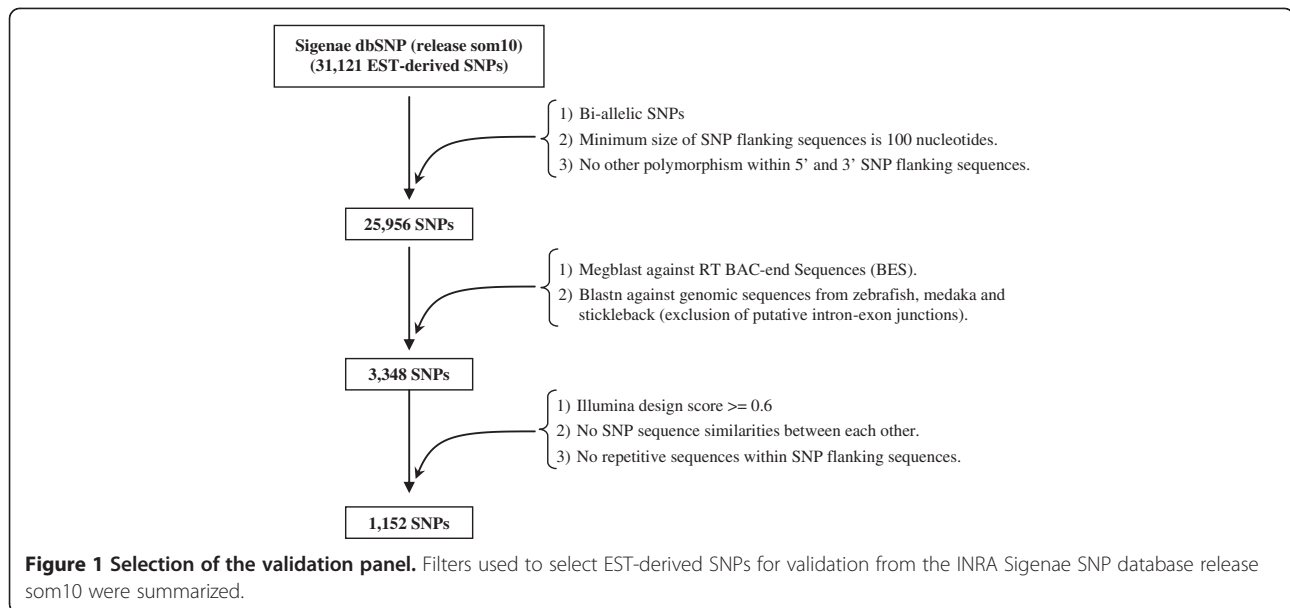 Sigenae dbSNP (release som10)
(31,121 EST-derived SNPs)
1) Bi-allelic SNPs
2) Minimum size of SNP flanking sequences is 100 nucleotides.
3) No other polymorphism within 5’ and 3’ SNP flanking sequences.
25,956 SNPs
1) Megblast against RT BAC-end Sequences (BES).
2) Blastn against genomic sequences from zebrafish, medaka and
stickleback (exclusion of putative intron-exon junctions).
3,348 SNPs
1) Illumina design score >= 0.6
2) No SNP sequence similarities between each other.
3) No repetitive sequences within SNP flanking sequences.
1,152 SNPs
Figure 1 Selection of the validation panel. Filters used to select EST-derived SNPs for validation from the INRA Sigenae SNP database release
som10 were summarized.